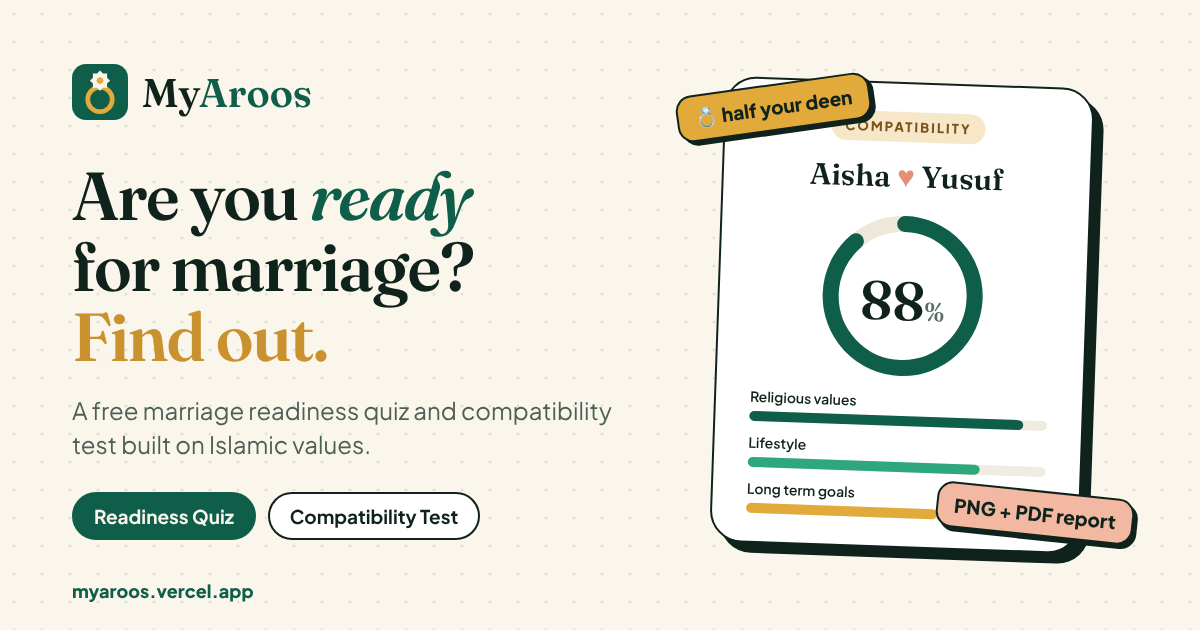 MyAroos
Are you ready
for marriage?
Find out.
A free marriage readiness quiz and compatibility
test built on Islamic values.
Readiness Quiz
Compatibility Test
myaroos.vercel.app
💍 half your deen
COMPATIBILITY
Aisha ♥ Yusuf
88%
Religious values
Lifestyle
Long term goals
PNG + PDF report